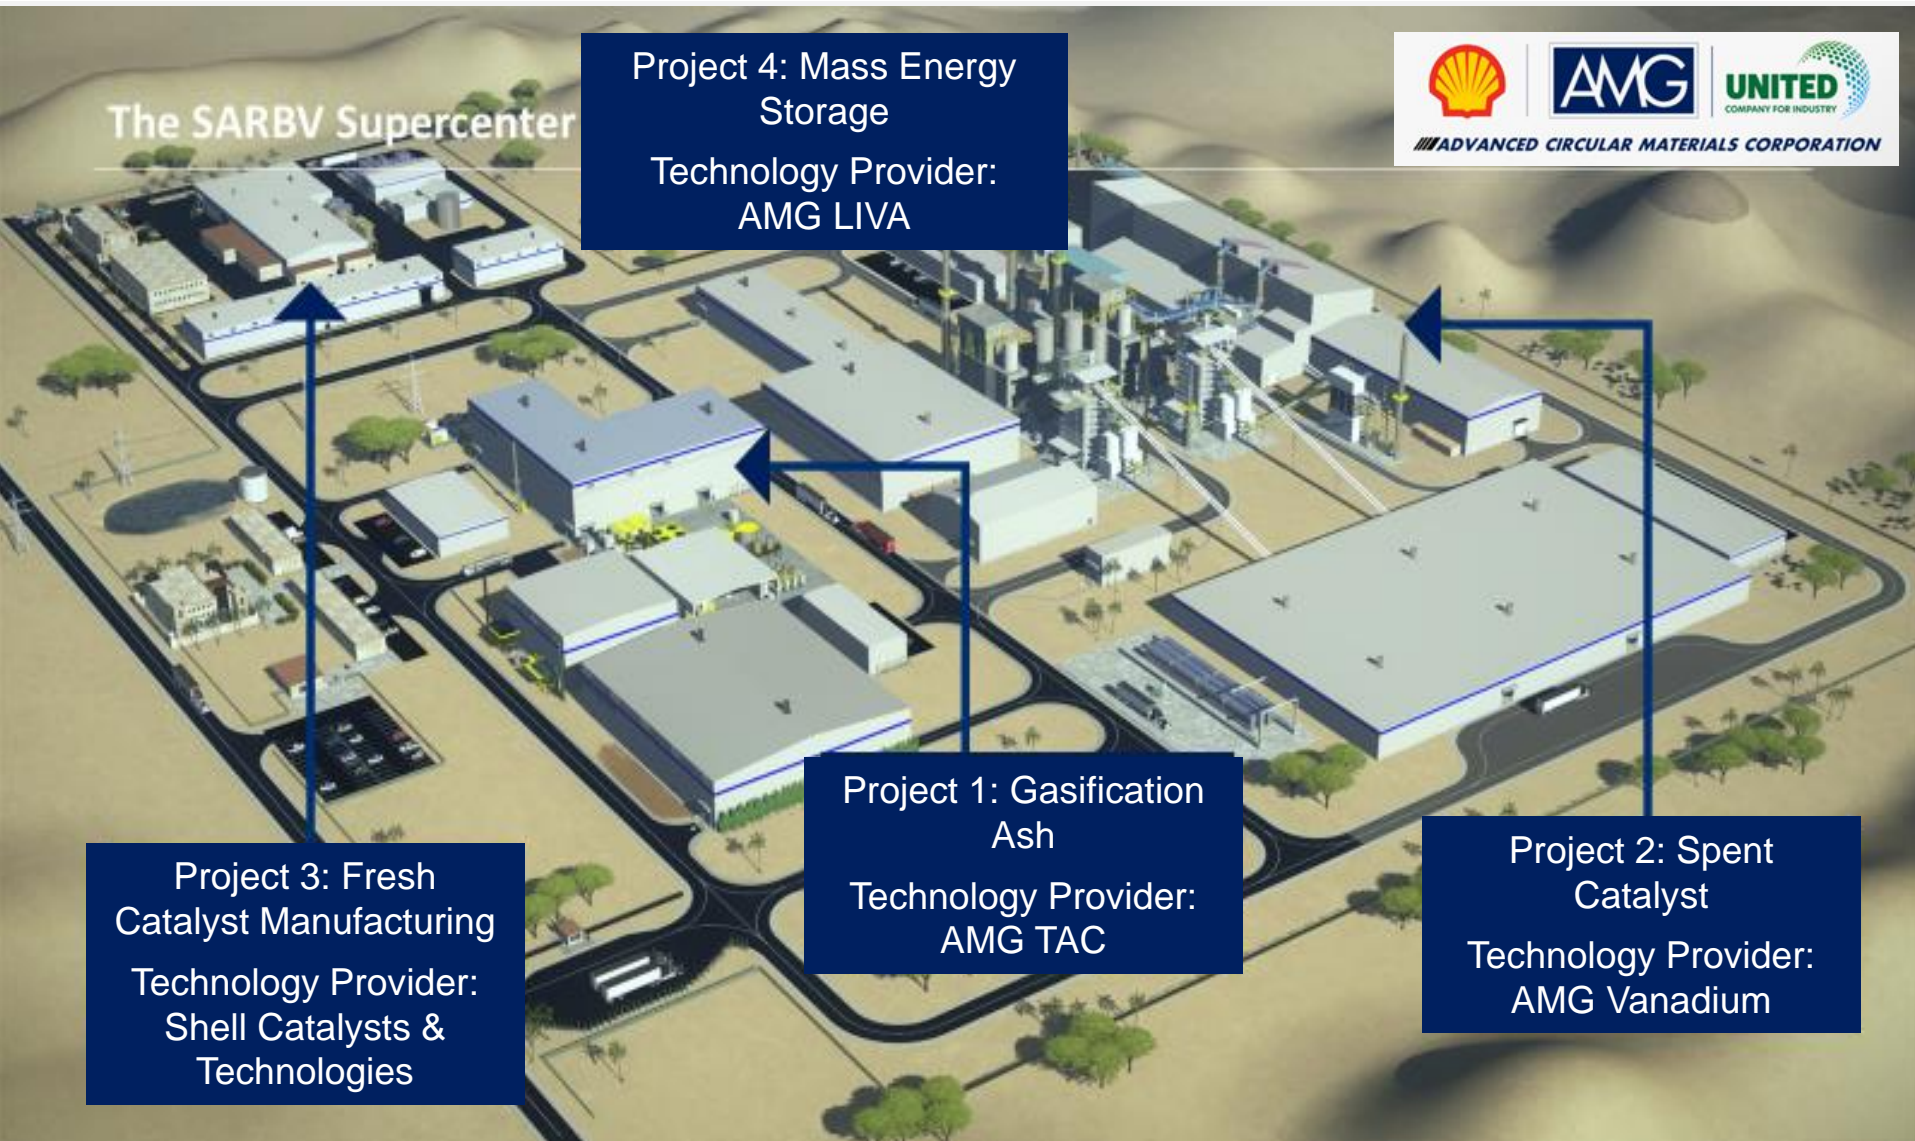 The SARBV Supercenter
Project 4: Mass Energy
Storage
Technology Provider:
AMG LIVA
AMG
UNITED
COMPANY FOR INDUSTRY
ADVANCED CIRCULAR MATERIALS CORPORATION
Project 3: Fresh
Catalyst Manufacturing
Technology Provider:
Shell Catalysts &
Technologies
Project 1: Gasification
Ash
Technology Provider:
AMG TAC
Project 2: Spent
Catalyst
Technology Provider:
AMG Vanadium